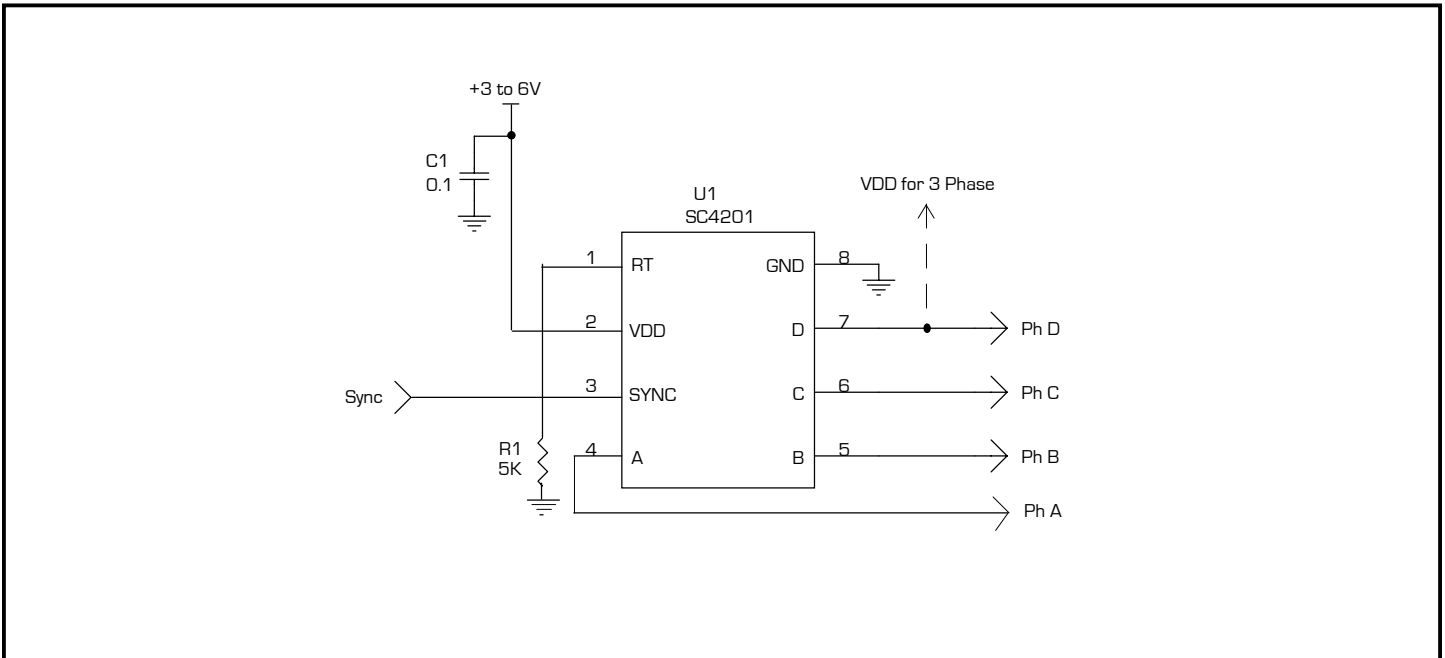 +3 to 6V
C1
0.1
U1
SC4201
VDD for 3 Phase
1
RT
GND
8
2
VDD
D
7
Ph D
Sync
3
SYNC
C
6
Ph C
R1
5K
4
A
B
5
Ph B
Ph A